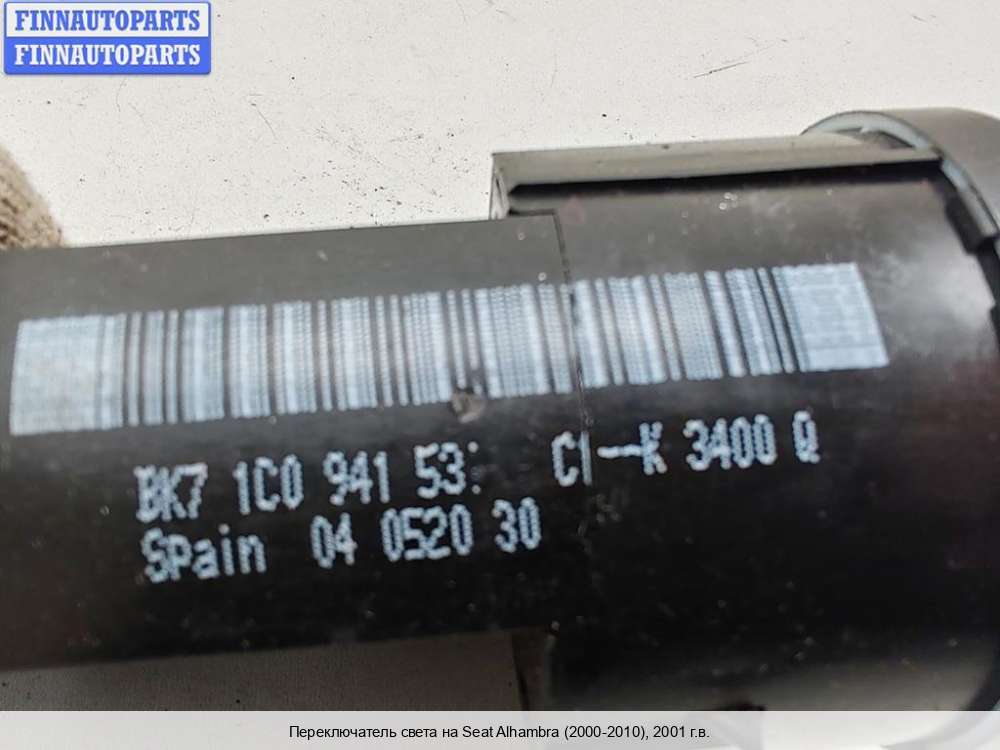 FINNAUTOPARTS
FINNAUTOPARTS
BK7 1C0 941 53 3400 Q
Spain 04 0520 30
Переключатель света на Seat Alhambra (2000-2010), 2001 г.в.